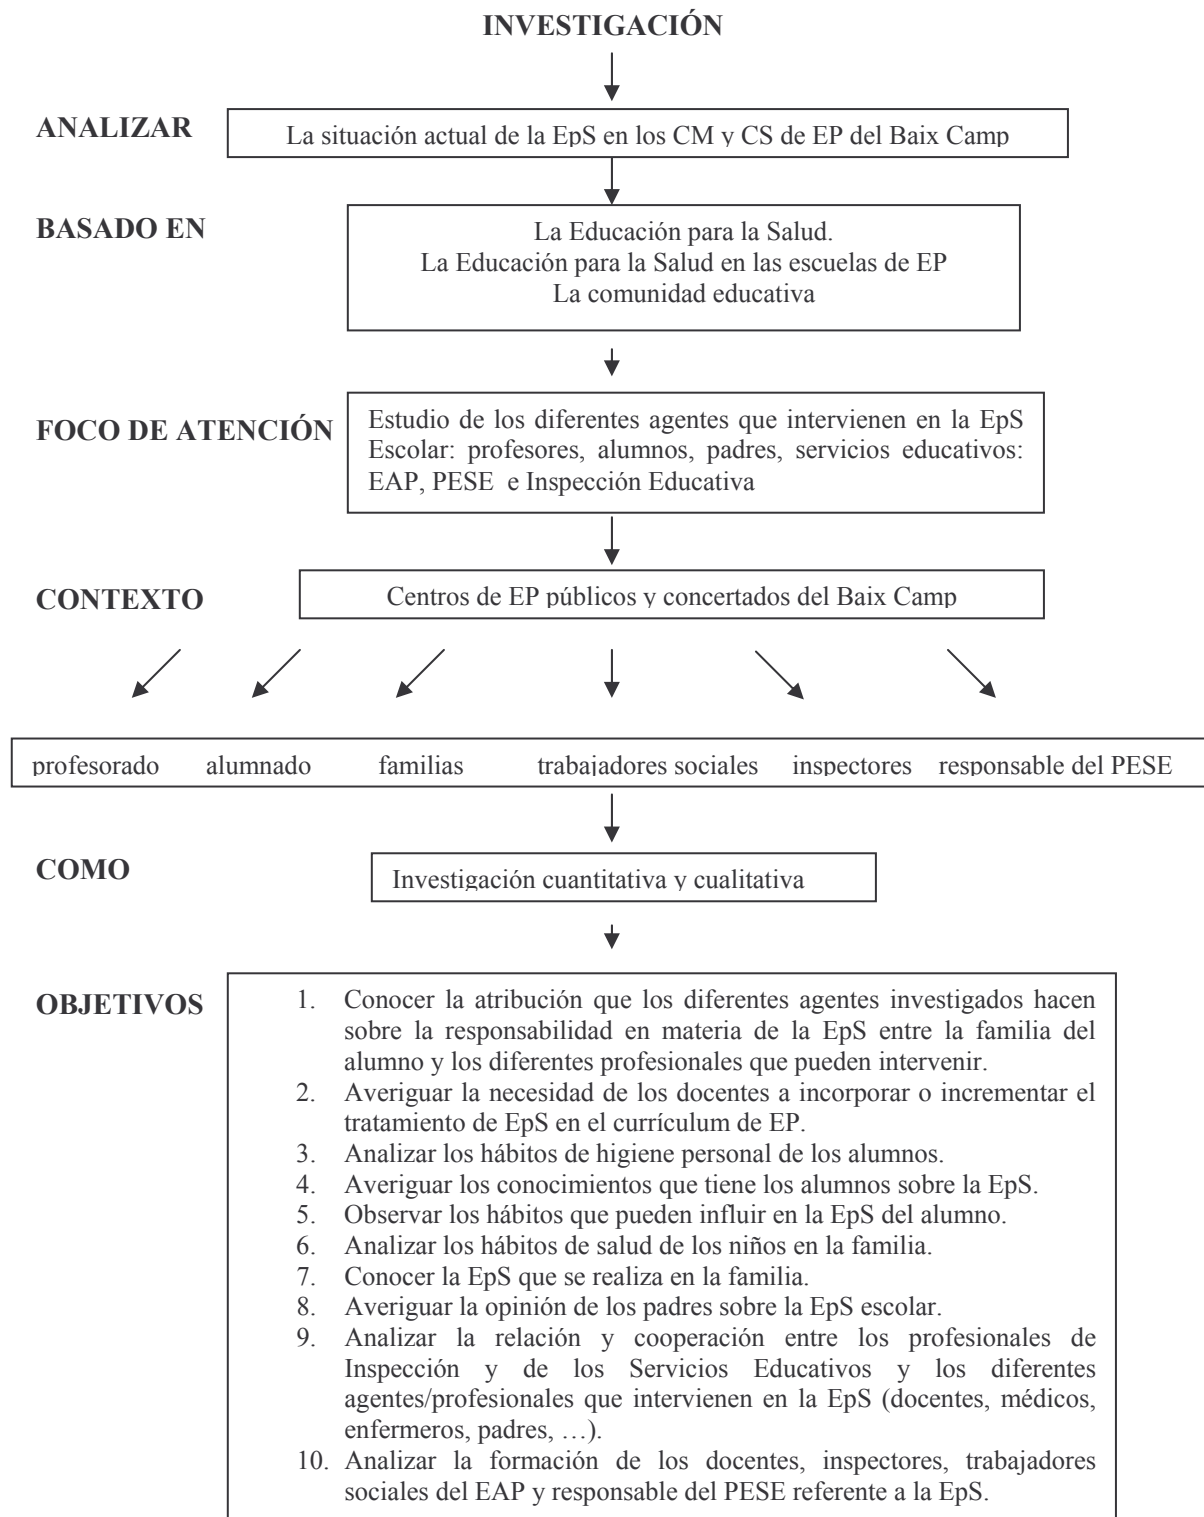 INVESTIGACIÓN
ANALIZAR
La situación actual de la EpS en los CM y CS de EP del Baix Camp
BASADO EN
La Educación para la Salud.
La Educación para la Salud en las escuelas de EP
La comunidad educativa
FOCO DE ATENCIÓN
Estudio de los diferentes agentes que intervienen en la EpS
Escolar: profesores, alumnos, padres, servicios educativos:
EAP, PESE e Inspección Educativa
CONTEXTO
Centros de EP públicos y concertados del Baix Camp
profesorado alumnado familias trabajadores sociales inspectores responsable del PESE
COMO
Investigación cuantitativa y cualitativa
OBJETIVOS
1. Conocer la atribución que los diferentes agentes investigados hacen
sobre la responsabilidad en materia de la EpS entre la familia del
alumno y los diferentes profesionales que pueden intervenir.
2. Averiguar la necesidad de los docentes a incorporar o incrementar el
tratamiento de EpS en el currículum de EP.
3. Analizar los hábitos de higiene personal de los alumnos.
4. Averiguar los conocimientos que tiene los alumnos sobre la EpS.
5. Observar los hábitos que pueden influir en la EpS del alumno.
6. Analizar los hábitos de salud de los niños en la familia.
7. Conocer la EpS que se realiza en la familia.
8. Averiguar la opinión de los padres sobre la EpS escolar.
9. Analizar la relación y cooperación entre los profesionales de
Inspección y de los Servicios Educativos y los diferentes
agentes/profesionales que intervienen en la EpS (docentes, médicos,
enfermeros, padres, …).
10. Analizar la formación de los docentes, inspectores, trabajadores
sociales del EAP y responsable del PESE referente a la EpS.